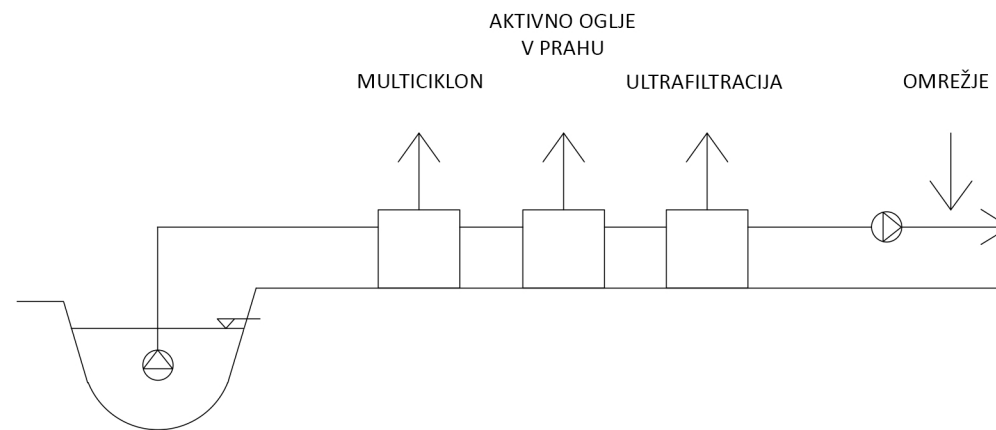 AKTIVNO OGLJE
V PRAHU
MULTICIKLON
ULTRAFILTRACIJA
OMREŽJE